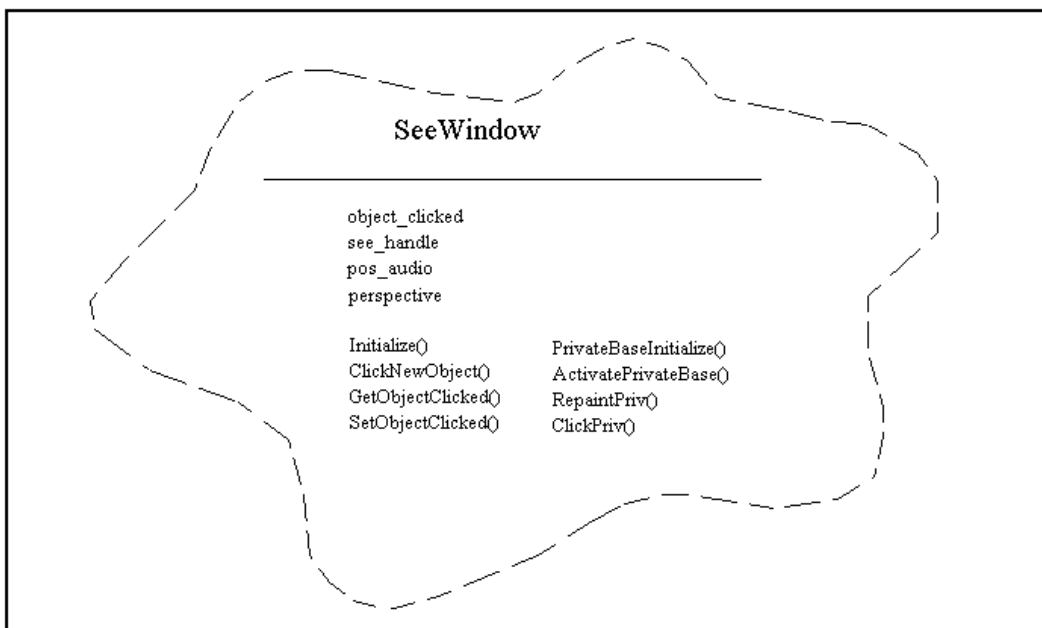 SeeWindow
object_clicked
see_handle
pos_audio
perspective
Initialize()
ClickNewObject()
GetObjectClicked()
SetObjectClicked()
PrivateBaseInitialize()
ActivatePrivateBase()
RepaintPriv()
ClickPriv()